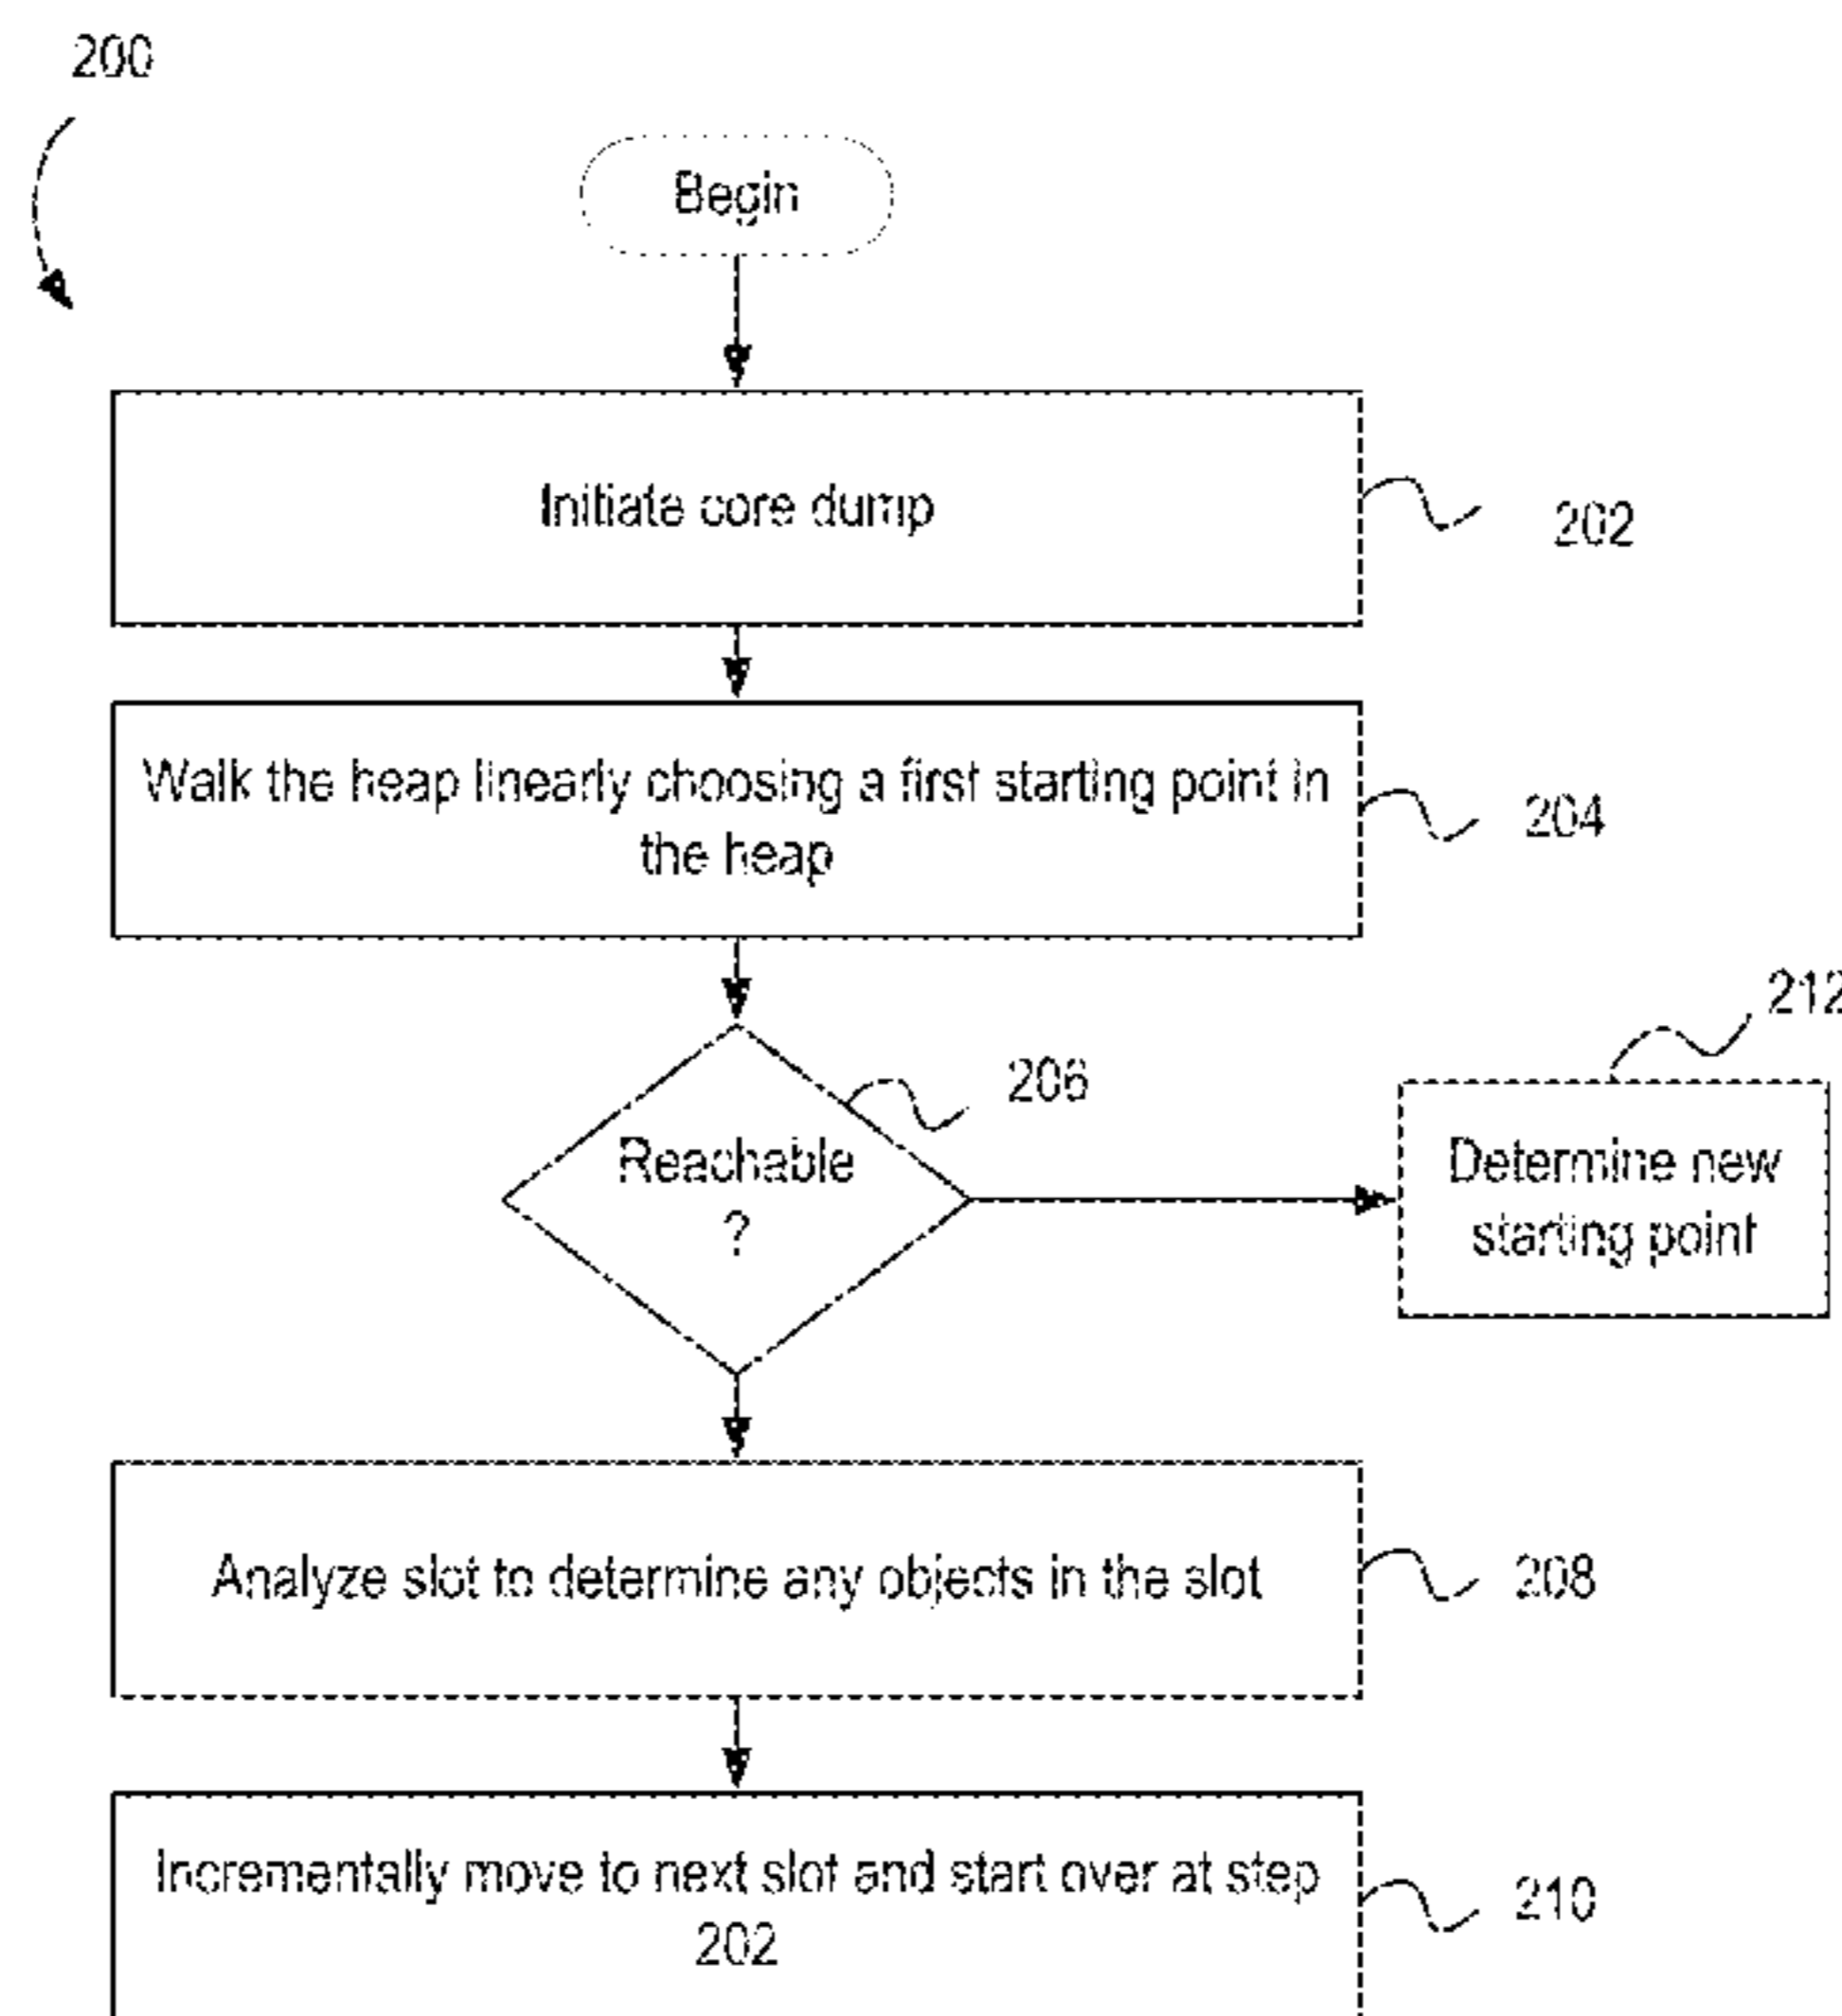 200
Begin
Initiate core dump
202
Walk the heap linearly choosing a first starting point in
the heap
204
212
206
Reachable
?
Determine new
starting point
Analyze slot to determine any objects in the slot
208
Incrementally move to next slot and start over at step
202
210